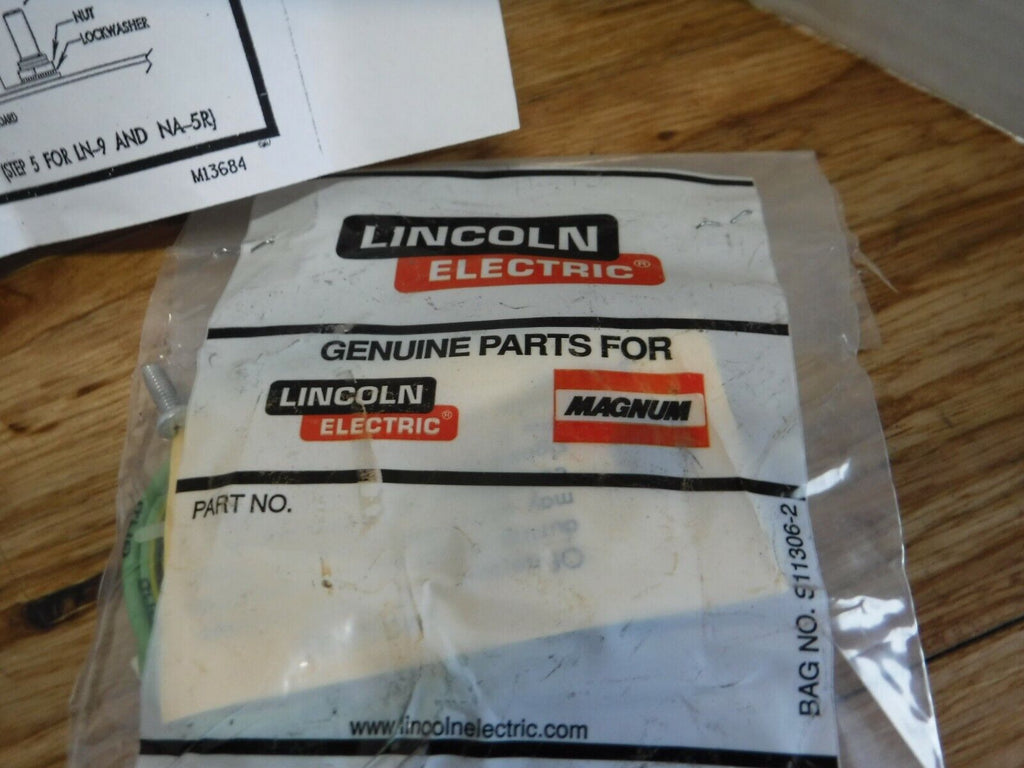 NUT
LOCKWASHER
(STEP 5 FOR LN-9 AND NA-5R)
M13684
LINCOLN
ELECTRIC®
GENUINE PARTS FOR
LINCOLN
ELECTRIC®
MAGNUM
PART NO.
BAG NO. S11306-2
www.lincolnelectric.com